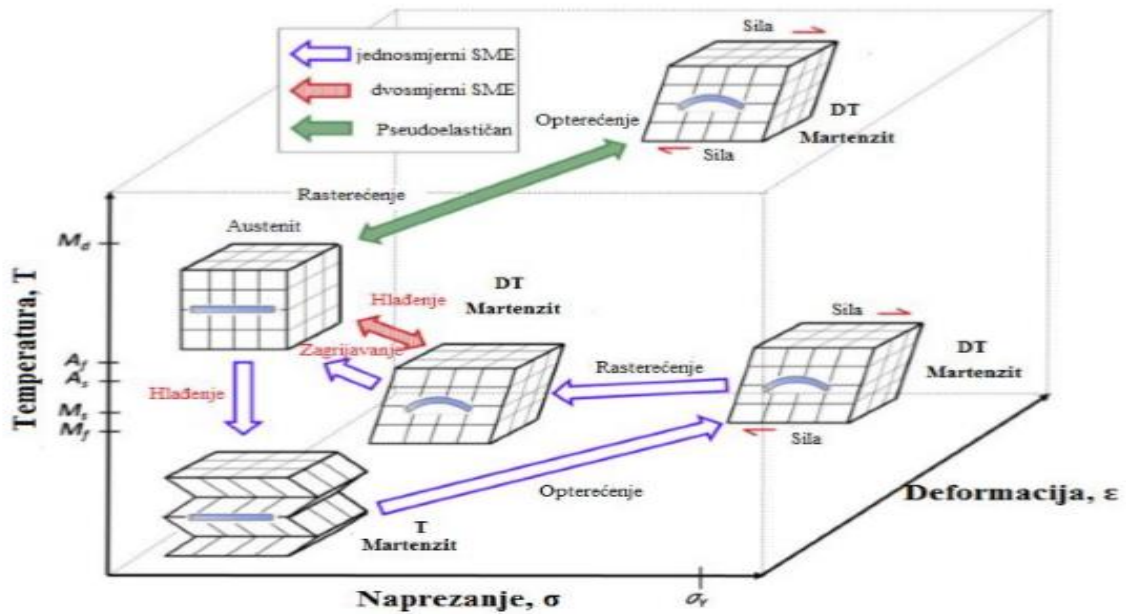 Sila
jednosmjerni SME
dvosmjerni SME
Pseudoelastičan
DT
Martenzit
Opterećenje
Sila
Rasterećenje
Austenit
M_d
DT
Martenzit
Hlađenje
Sila
Zagrijavanje
DT
Martenzit
Rasterećenje
A_f
A_s
Hlađenje
M_s
M_f
Sila
Temperatura, T
Opterećenje
Deformacija, ε
T
Martenzit
Naprezanje, σ
σ_Y